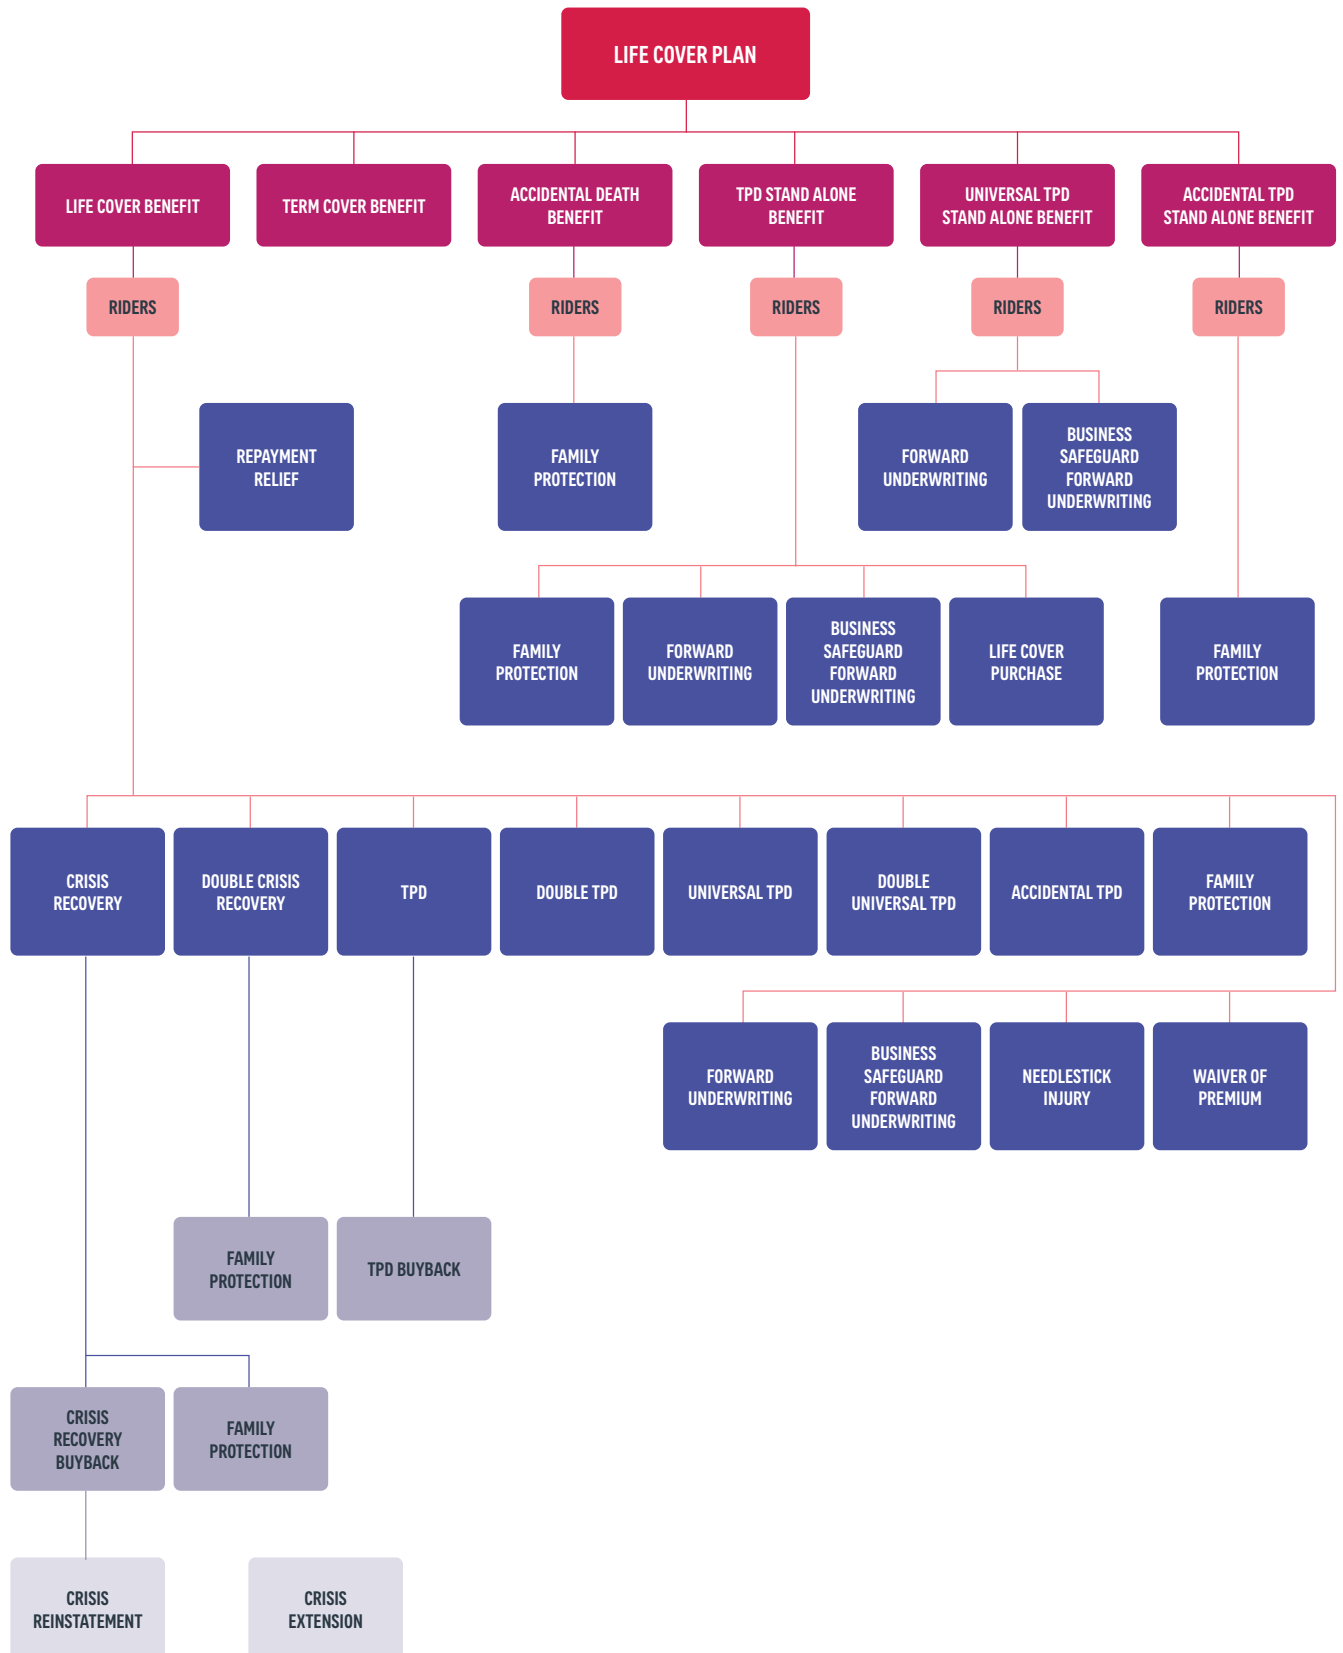 LIFE COVER PLAN
LIFE COVER BENEFIT
TERM COVER BENEFIT
ACCIDENTAL DEATH
BENEFIT
TPD STAND ALONE
BENEFIT
UNIVERSAL TPD
STAND ALONE BENEFIT
ACCIDENTAL TPD
STAND ALONE BENEFIT
RIDERS
RIDERS
RIDERS
RIDERS
RIDERS
REPAYMENT
RELIEF
FAMILY
PROTECTION
FORWARD
UNDERWRITING
BUSINESS
SAFEGUARD
FORWARD
UNDERWRITING
FAMILY
PROTECTION
FORWARD
UNDERWRITING
BUSINESS
SAFEGUARD
FORWARD
UNDERWRITING
LIFE COVER
PURCHASE
FAMILY
PROTECTION
CRISIS
RECOVERY
DOUBLE CRISIS
RECOVERY
TPD
DOUBLE TPD
UNIVERSAL TPD
DOUBLE
UNIVERSAL TPD
ACCIDENTAL TPD
FAMILY
PROTECTION
FORWARD
UNDERWRITING
BUSINESS
SAFEGUARD
FORWARD
UNDERWRITING
NEEDLESTICK
INJURY
WAIVER OF
PREMIUM
FAMILY
PROTECTION
TPD BUYBACK
CRISIS
RECOVERY
BUYBACK
FAMILY
PROTECTION
CRISIS
REINSTATEMENT
CRISIS
EXTENSION